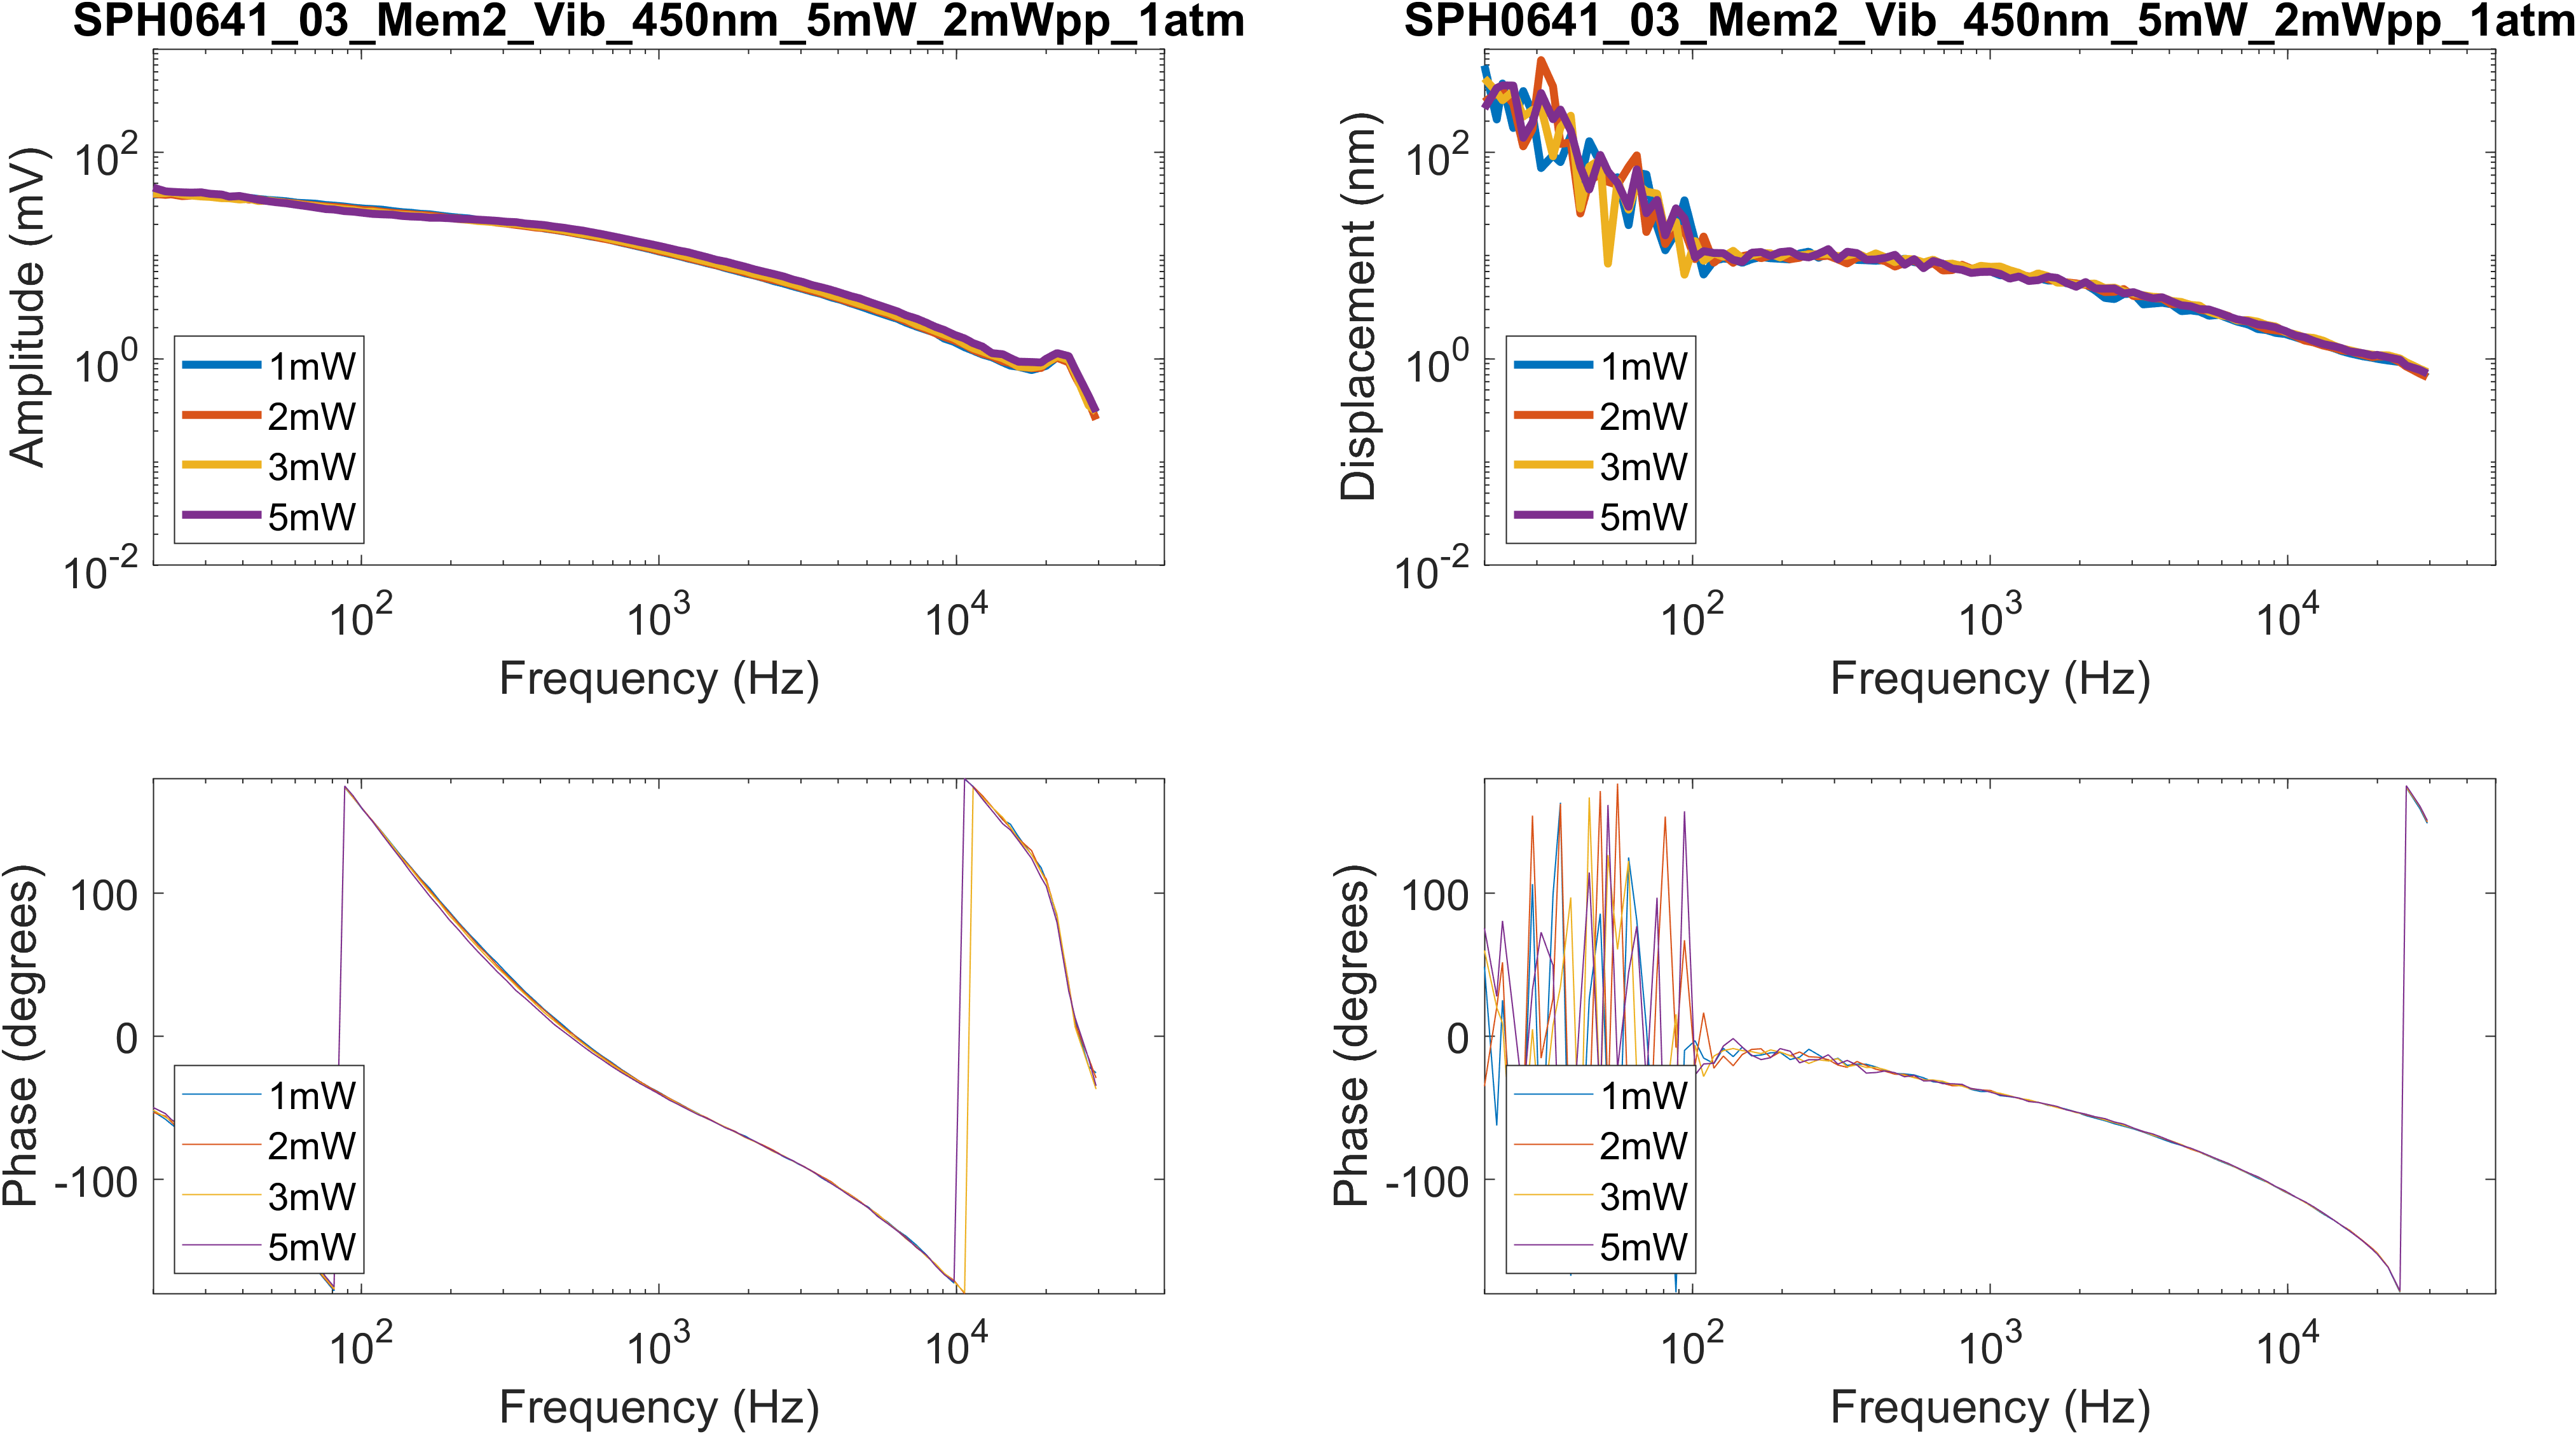 SPH0641_03_Mem2_Vib_450nm_5mW_2mWpp_1atm
Amplitude (mV)
10^2
10^0
10^-2
1mW
2mW
3mW
5mW
10^2 10^3 10^4
Frequency (Hz)
SPH0641_03_Mem2_Vib_450nm_5mW_2mWpp_1atm
Displacement (nm)
10^2
10^0
10^-2
1mW
2mW
3mW
5mW
10^2 10^3 10^4
Frequency (Hz)
Phase (degrees)
100
0
-100
1mW
2mW
3mW
5mW
10^2 10^3 10^4
Frequency (Hz)
Phase (degrees)
100
0
-100
1mW
2mW
3mW
5mW
10^2 10^3 10^4
Frequency (Hz)